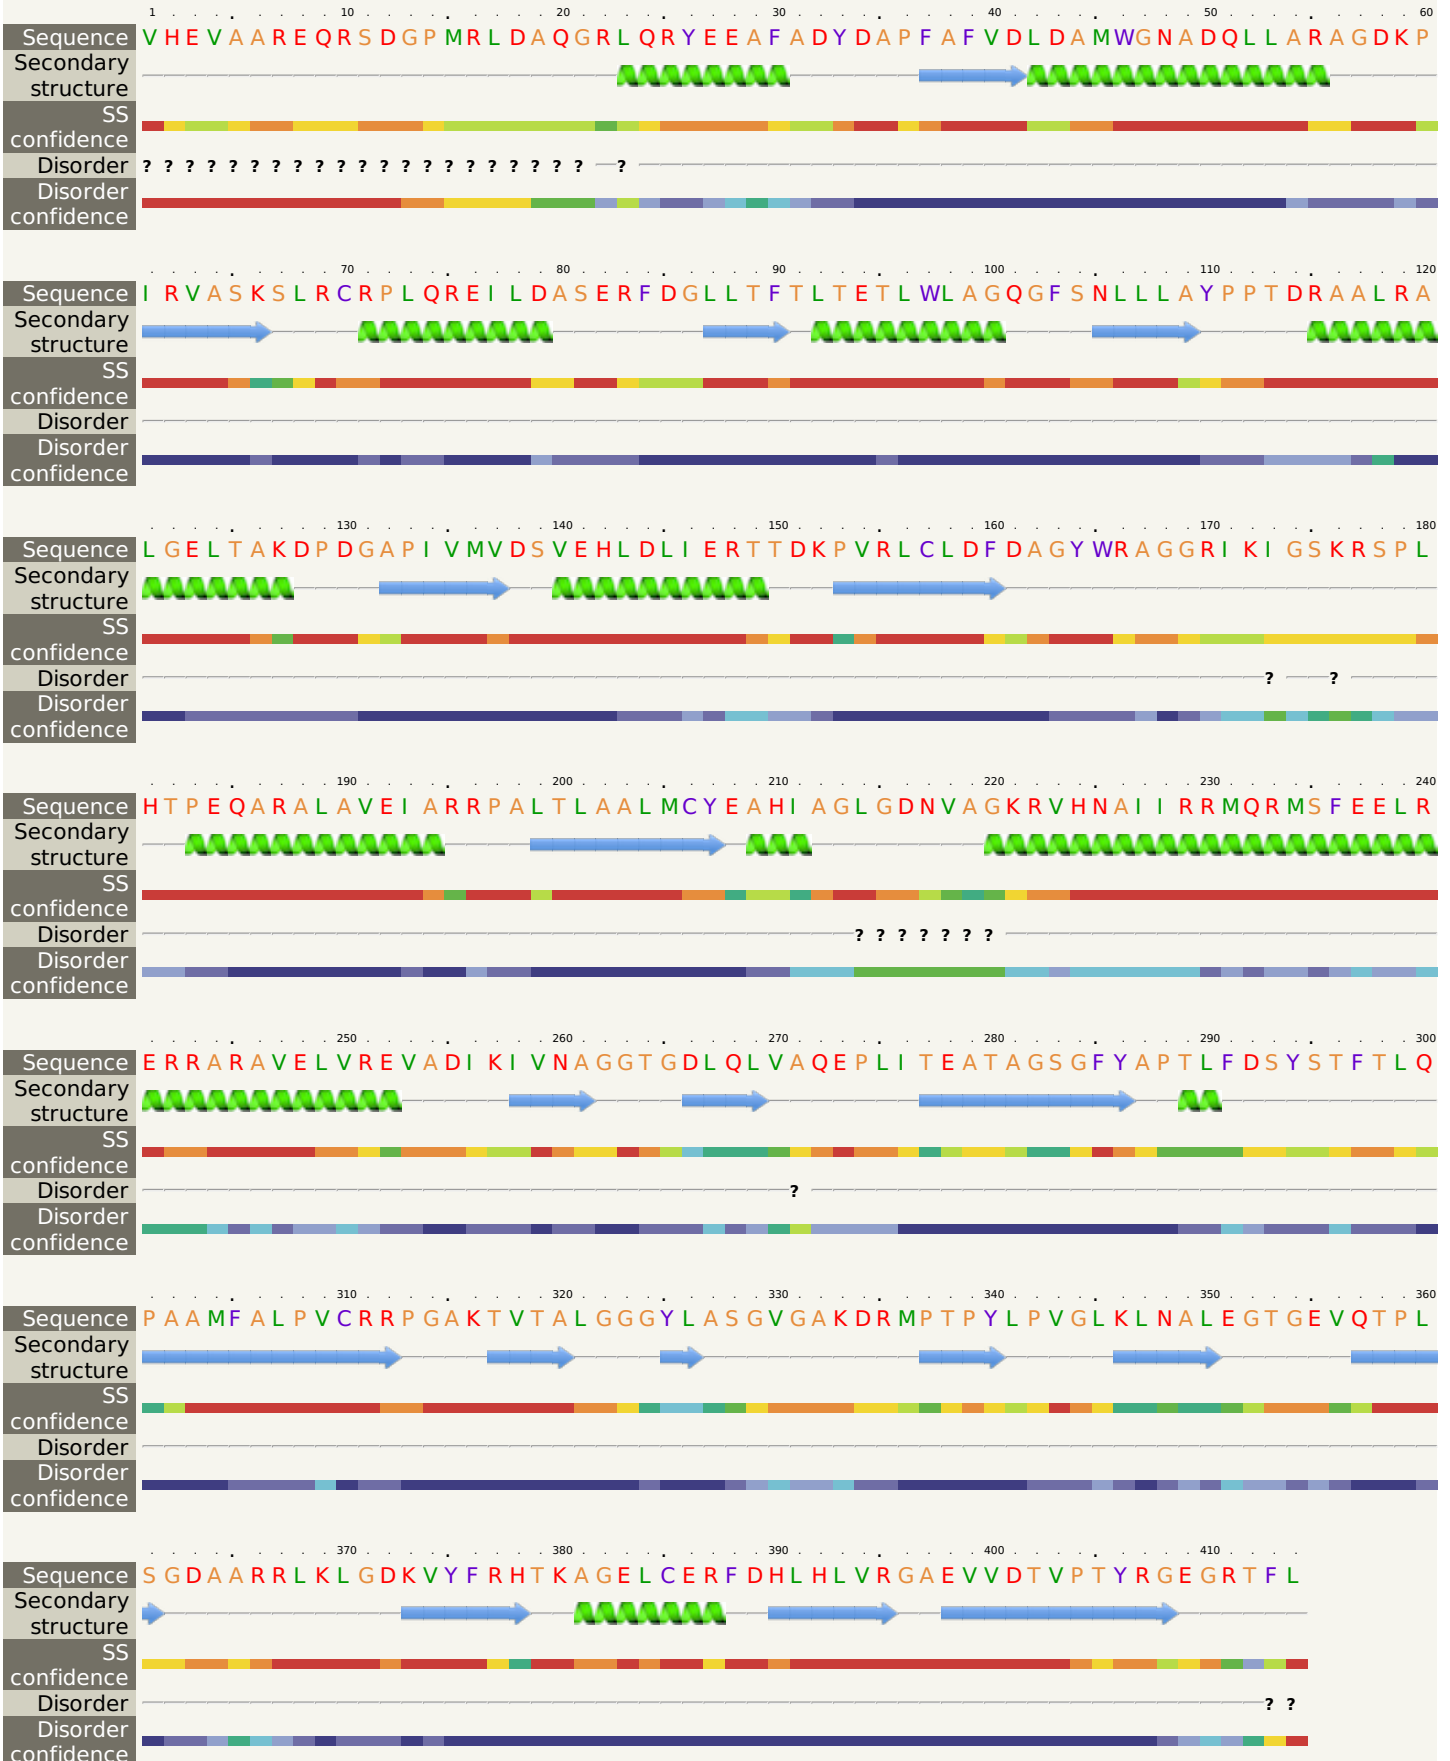 1 10 20 30 40 50 60
Sequence V H E V A A R E Q R S D G P M R L D A Q G R L Q R Y E E A F A D Y D A P F A F V D L D A M W G N A D Q L L A R A G D K P
Secondary
structure
SS
confidence
Disorder ? ? ? ? ? ? ? ? ? ? ? ? ? ? ? ? ? ? ? ? ? ?
Disorder
confidence
70 80 90 100 110 120
Sequence I R V A S K S L R C R P L Q R E I L D A S E R F D G L L T F T L T E T L W L A G Q G F S N L L L A Y P P T D R A A L R A
Secondary
structure
SS
confidence
Disorder
Disorder
confidence
130 140 150 160 170 180
Sequence L G E L T A K D P D G A P I V M V D S V E H L D L I E R T T D K P V R L C L D F D A G Y W R A G G R I K I G S K R S P L
Secondary
structure
SS
confidence
Disorder ? ?
Disorder
confidence
190 200 210 220 230 240
Sequence H T P E Q A R A L A V E I A R R P A L T L A A L M C Y E A H I A G L G D N V A G K R V H N A I I R R M Q R M S F E E L R
Secondary
structure
SS
confidence
Disorder ? ? ? ? ? ? ?
Disorder
confidence
250 260 270 280 290 300
Sequence E R R A R A V E L V R E V A D I K I V N A G G T G D L Q L V A Q E P L I T E A T A G S G F Y A P T L F D S Y S T F T L Q
Secondary
structure
SS
confidence
Disorder ?
Disorder
confidence
310 320 330 340 350 360
Sequence P A A M F A L P V C R R P G A K T V T A L G G G Y L A S G V G A K D R M P T P Y L P V G L K L N A L E G T G E V Q T P L
Secondary
structure
SS
confidence
Disorder
Disorder
confidence
370 380 390 400 410
Sequence S G D A A R R L K L G D K V Y F R H T K A G E L C E R F D H L H L V R G A E V V D T V P T Y R G E G R T F L
Secondary
structure
SS
confidence
Disorder ? ?
Disorder
confidence